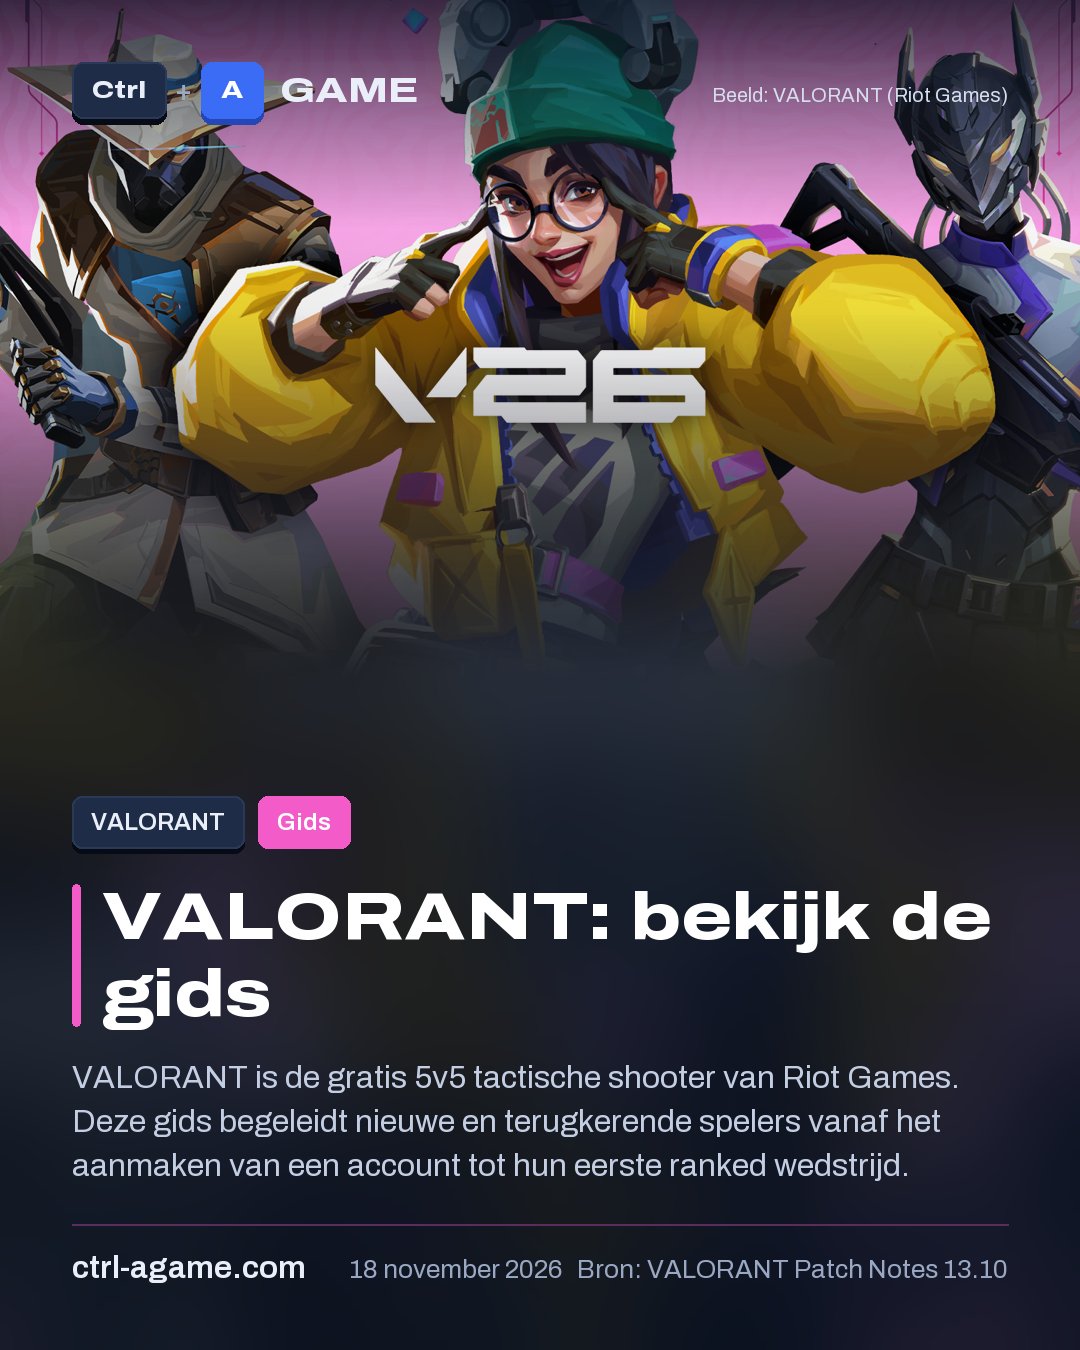 Ctrl + A GAME
Beeld: VALORANT (Riot Games)
V26
VALORANT
Gids
VALORANT: bekijk de
gids
VALORANT is de gratis 5v5 tactische shooter van Riot Games.
Deze gids begeleidt nieuwe en terugkerende spelers vanaf het
aanmaken van een account tot hun eerste ranked wedstrijd.
ctrl-agame.com
18 november 2026 Bron: VALORANT Patch Notes 13.10